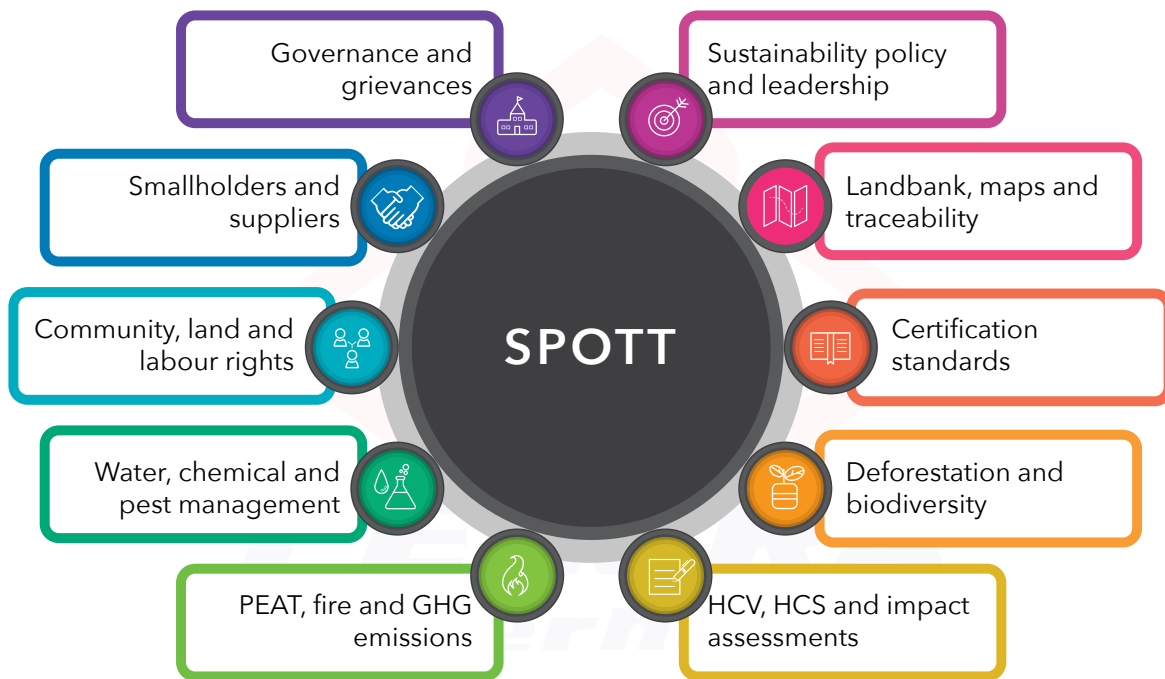 Governance and
grievances
Sustainability policy
and leadership
Smallholders and
suppliers
Landbank, maps and
traceability
Community, land and
labour rights
SPOTT
Certification
standards
Water, chemical and
pest management
Deforestation and
biodiversity
PEAT, fire and GHG
emissions
HCV, HCS and impact
assessments